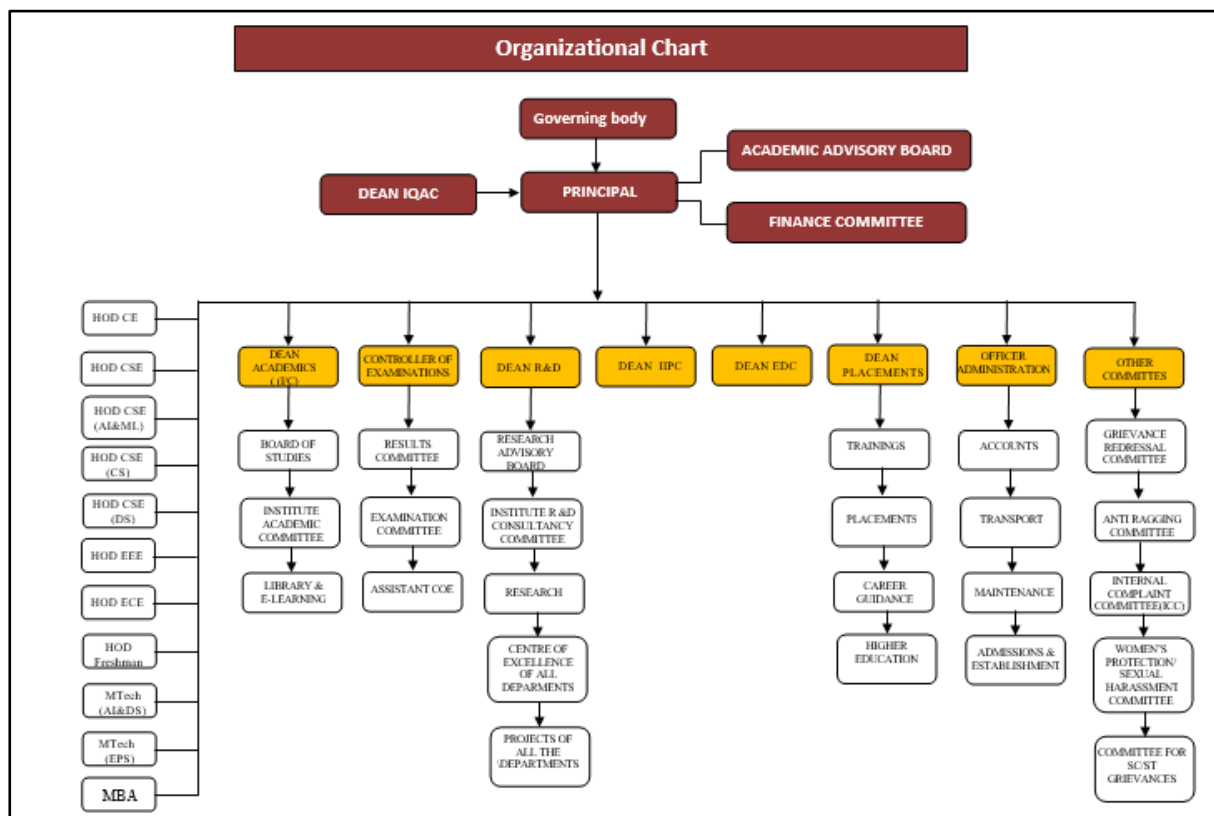 Organizational Chart
Governing body
ACADEMIC ADVISORY BOARD
DEAN IQAC
PRINCIPAL
FINANCE COMMITTEE
HOD CE
HOD CSE
HOD CSE
(AI&ML)
HOD CSE
(CS)
HOD CSE
(DS)
HOD EEE
HOD ECE
HOD
Freshman
MTech
(AI&DS)
MTech
(EPS)
MBA
DEAN
ACADEMICS
( (I/C)
BOARD OF
STUDIES
INSTITUTE
ACADEMIC
COMMITTEE
LIBRARY &
E-LEARNING
CONTROLLER OF
EXAMINATIONS
RESULTS
COMMITTEE
EXAMINATION
COMMITTEE
ASSISTANT COE
DEAN R&D
RESEARCH
ADVISORY
BOARD
INSTITUTE R &D
CONSULTANCY
COMMITTEE
RESEARCH
CENTRE OF
EXCELLENCE
OF ALL
DEPARMENTS
PROJECTS OF
ALL THE
\DEPARTMENTS
DEAN
DEAN EDC
DEAN
PLACEMENTS
TRAININGS
PLACEMENTS
CAREER
GUIDANCE
HIGHER
EDUCATION
OFFICER
ADMINISTRATION
ACCOUNTS
TRANSPORT
MAINTENANCE
ADMISSIONS &
ESTABLISHMENT
OTHER
COMMITTES
GRIEVANCE
REDRESSAL
COMMITTEE
ANTI RAGGING
COMMITTEE
INTERNAL
COMPLAINT
COMMITTEE(ICC)
WOMEN'S
PROTECTION/
SEXUAL
HARASSMENT
COMMITTEE
COMMITTEE FOR
SC/ST
GRIEVANCES